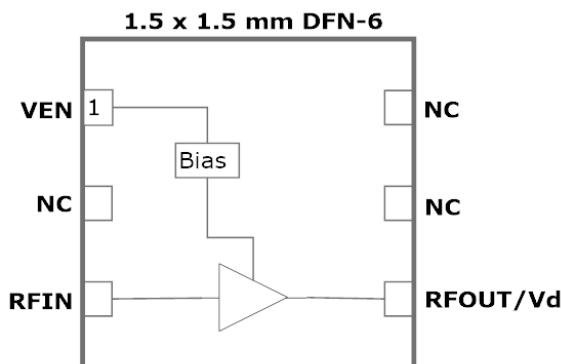 1.5 x 1.5 mm DFN-6
VEN 1 NC
Bias
NC NC
RFIN RFOUT/Vd